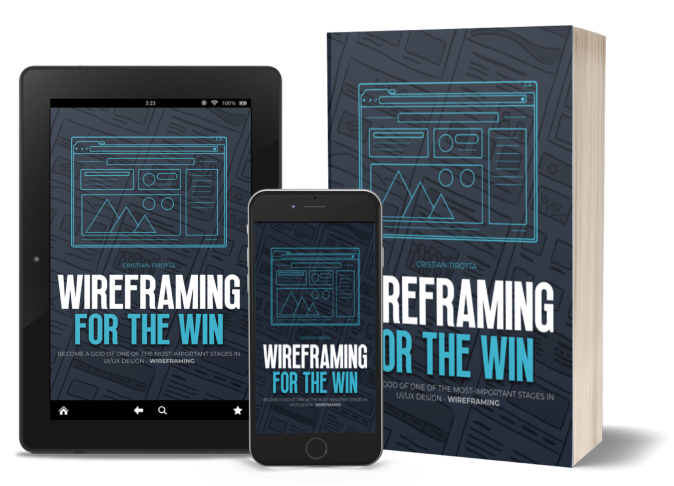 3:23
100%
CRISTIAN TIROTTA
WIREFRAMING
FOR THE WIN
BECOME A GOD OF ONE OF THE MOST-IMPORTANT STAGES IN
UI/UX DESIGN - WIREFRAMING
CRISTIAN TIROTTA
WIREFRAMING
FOR THE WIN
BECOME A GOD OF ONE OF THE MOST-IMPORTANT STAGES IN
UI/UX DESIGN - WIREFRAMING
CRISTIAN TIROTTA
REFRAMING
OR THE WIN
GOD OF ONE OF THE MOST-IMPORTANT STAGES IN
UI/UX DESIGN - WIREFRAMING